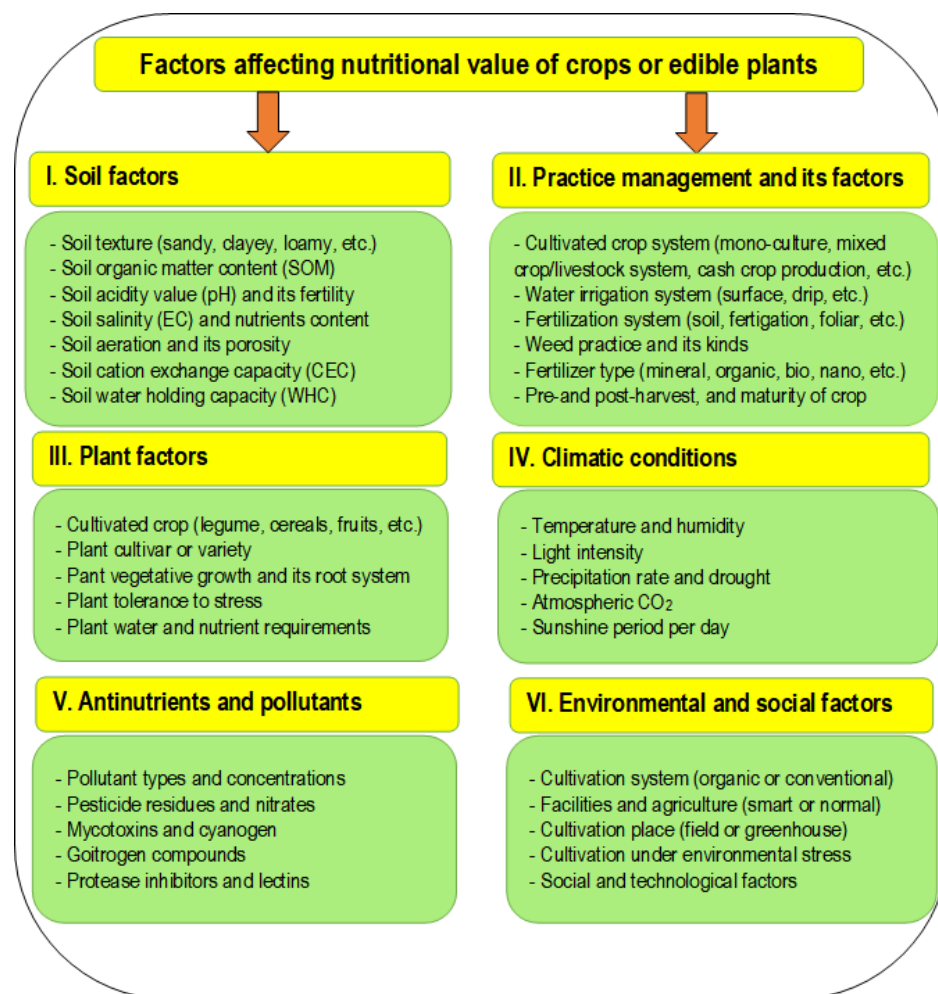 Factors affecting nutritional value of crops or edible plants
I. Soil factors
- Soil texture (sandy, clayey, loamy, etc.)
- Soil organic matter content (SOM)
- Soil acidity value (pH) and its fertility
- Soil salinity (EC) and nutrients content
- Soil aeration and its porosity
- Soil cation exchange capacity (CEC)
- Soil water holding capacity (WHC)
II. Practice management and its factors
- Cultivated crop system (mono-culture, mixed
crop/livestock system, cash crop production, etc.)
- Water irrigation system (surface, drip, etc.)
- Fertilization system (soil, fertigation, foliar, etc.)
- Weed practice and its kinds
- Fertilizer type (mineral, organic, bio, nano, etc.)
- Pre-and post-harvest, and maturity of crop
III. Plant factors
- Cultivated crop (legume, cereals, fruits, etc.)
- Plant cultivar or variety
- Pant vegetative growth and its root system
- Plant tolerance to stress
- Plant water and nutrient requirements
IV. Climatic conditions
- Temperature and humidity
- Light intensity
- Precipitation rate and drought
- Atmospheric CO₂
- Sunshine period per day
V. Antinutrients and pollutants
- Pollutant types and concentrations
- Pesticide residues and nitrates
- Mycotoxins and cyanogen
- Goitrogen compounds
- Protease inhibitors and lectins
VI. Environmental and social factors
- Cultivation system (organic or conventional)
- Facilities and agriculture (smart or normal)
- Cultivation place (field or greenhouse)
- Cultivation under environmental stress
- Social and technological factors